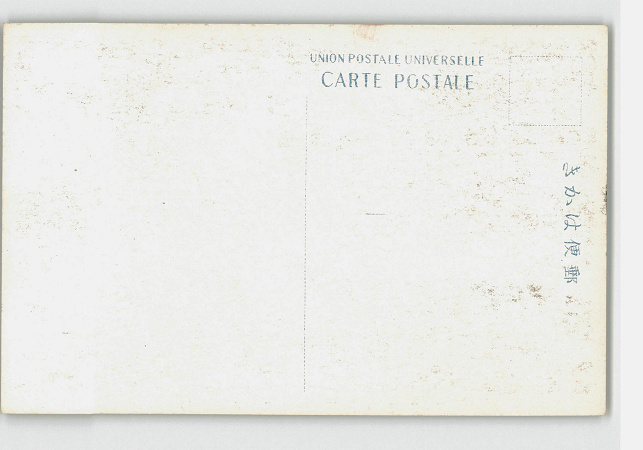 UNION POSTALE UNIVERSELLE
CARTE POSTALE
きかは便郵